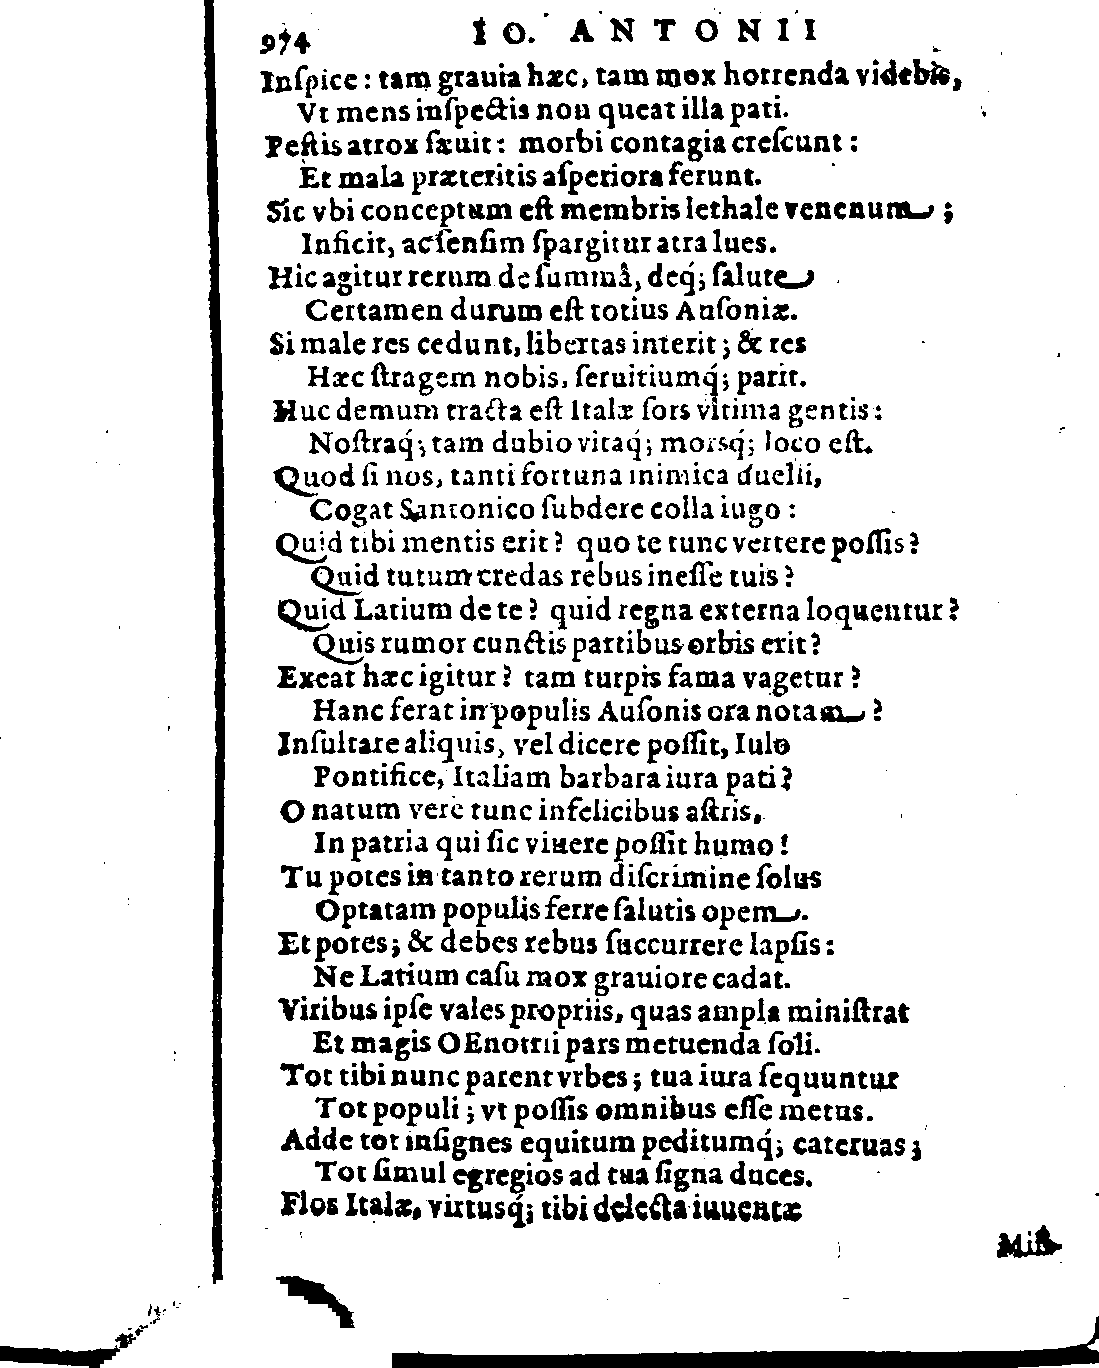 974 IO. ANTONII
Inſpice: tam grauia hæc, tam mox horrenda videbis,
Vt mens inſpectis non queat illa pati.
Peſtis atrox ſæuit: morbi contagia creſcunt:
Et mala præteritis aſperiora ferunt.
Sic vbi conceptum eſt membris lethale venenum;
Inficit, ac ſenſim ſpargitur atra lues.
Hic agitur rerum de ſummâ, deq́; ſalute
Certamen durum eſt totius Auſoniæ.
Si male res cedunt, libertas interit; & res
Hæc ſtragem nobis, ſeruitiumq́; parit.
Huc demum tracta eſt Italæ ſors vltima gentis:
Noſtraq́; tam dubio vitaq́; morsq́; loco eſt.
Quod ſi nos, tanti fortuna inimica duelli,
Cogat Santonico ſubdere colla iugo:
Quid tibi mentis erit? quo te tunc vertere poſſis?
Quid tutum credas rebus ineſſe tuis?
Quid Latium de te? quid regna externa loquentur?
Quis rumor cunctis partibus orbis erit?
Exeat hæc igitur? tam turpis fama vagetur?
Hanc ferat in populis Auſonis ora notam?
Inſultare aliquis, vel dicere poſſit, Iulo
Pontifice, Italiam barbara iura pati?
O natum vere tunc infelicibus aſtris,
In patria qui ſic viuere poſſit humo!
Tu potes in tanto rerum diſcrimine ſolus
Optatam populis ferre ſalutis opem.
Et potes; & debes rebus ſuccurrere lapſis:
Ne Latium caſu mox grauiore cadat.
Viribus ipſe vales propriis, quas ampla miniſtrat
Et magis OEnotrii pars metuenda ſoli.
Tot tibi nunc parent vrbes; tua iura ſequuntur
Tot populi; vt poſſis omnibus eſſe metus.
Adde tot inſignes equitum peditumq́; cateruas;
Tot ſimul egregios ad tua ſigna duces.
Flos Italæ, virtusq́; tibi delecta iuuentæ